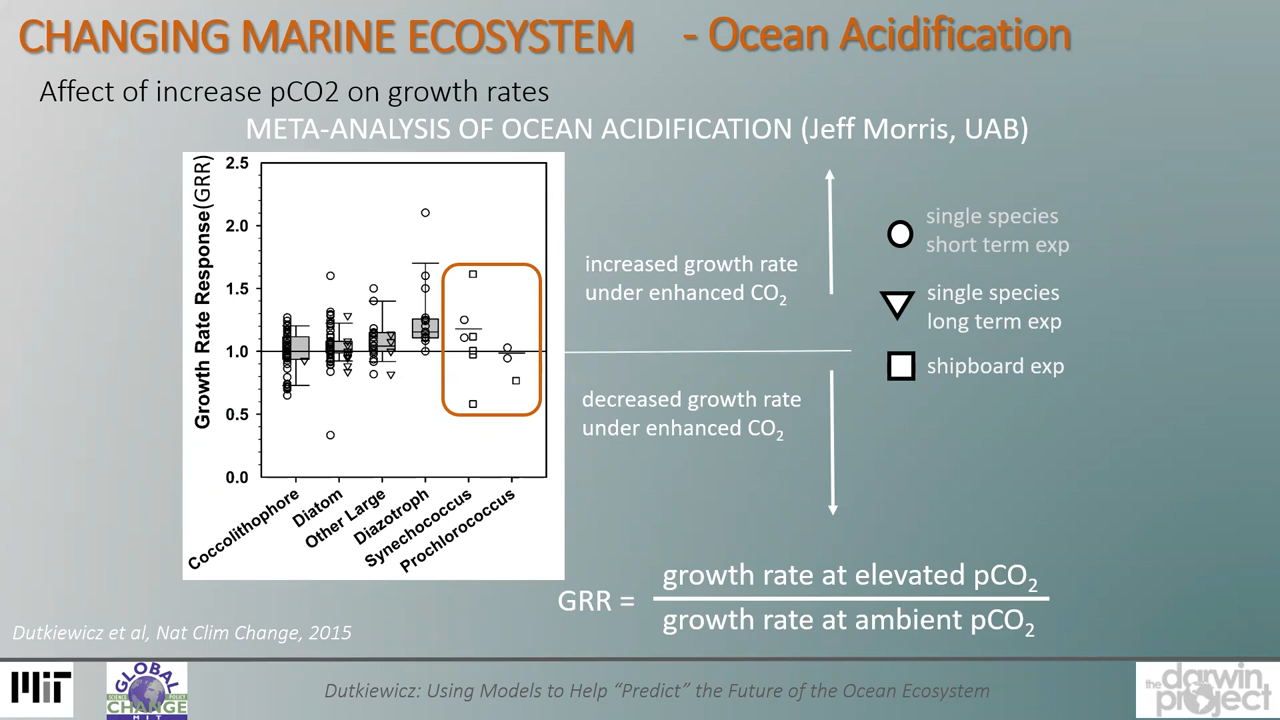 CHANGING MARINE ECOSYSTEM - Ocean Acidification
Affect of increase pCO2 on growth rates
META-ANALYSIS OF OCEAN ACIDIFICATION (Jeff Morris, UAB)
Growth Rate Response(GRR)
2.5
2.0
1.5
1.0
0.5
0.0
Coccolithophore
Diatom
Other Large
Diazotroph
Synechococcus
Prochlorococcus
increased growth rate
under enhanced CO2
decreased growth rate
under enhanced CO2
single species
short term exp
single species
long term exp
shipboard exp
GRR =
growth rate at elevated pCO2
growth rate at ambient pCO2
Dutkiewicz et al, Nat Clim Change, 2015
MIT
GLOBAL
SCIENCE POLICY
CHANGE
MIT
Dutkiewicz: Using Models to Help “Predict” the Future of the Ocean Ecosystem
the darwin
project